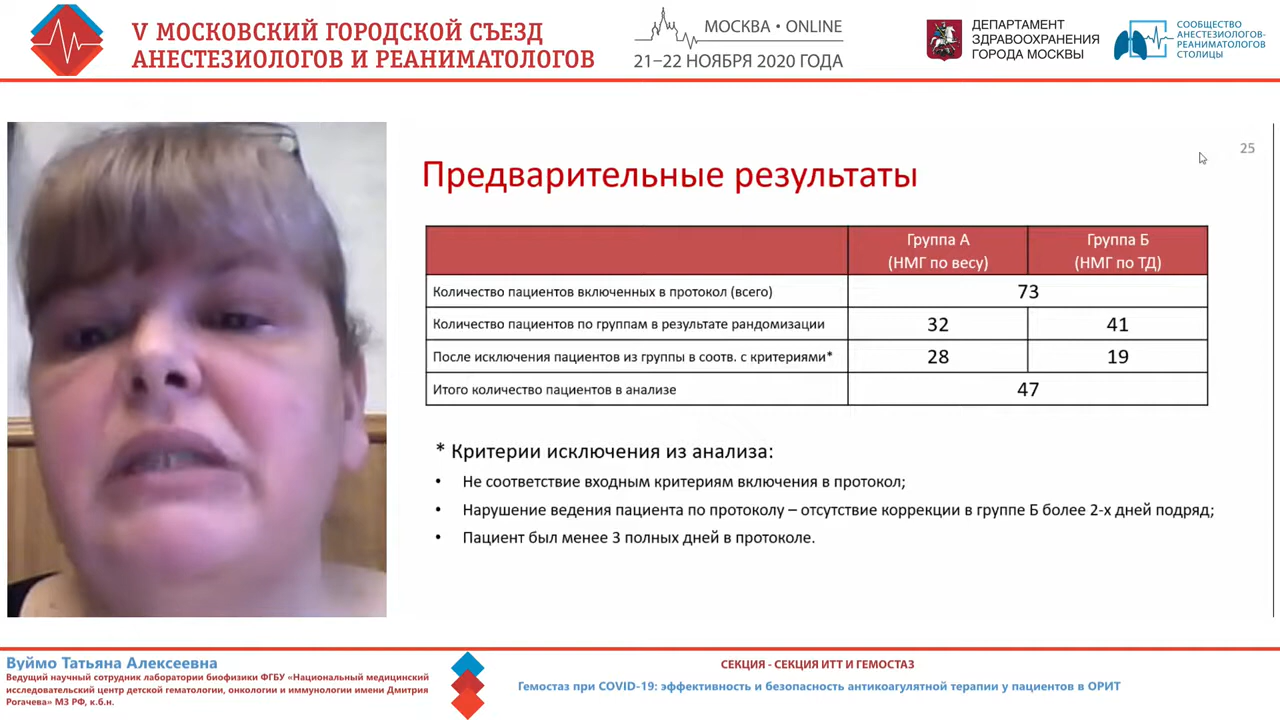 V МОСКОВСКИЙ ГОРОДСКОЙ СЪЕЗД
АНЕСТЕЗИОЛОГОВ И РЕАНИМАТОЛОГОВ
МОСКВА • ONLINE
21–22 НОЯБРЯ 2020 ГОДА
ДЕПАРТАМЕНТ
ЗДРАВООХРАНЕНИЯ
ГОРОДА МОСКВЫ
СООБЩЕСТВО
АНЕСТЕЗИОЛОГОВ-
РЕАНИМАТОЛОГОВ
СТОЛИЦЫ
25
Предварительные результаты
Группа А
(НМГ по весу)
Группа Б
(НМГ по ТД)
Количество пациентов включенных в протокол (всего) 73
Количество пациентов по группам в результате рандомизации 32 41
После исключения пациентов из группы в соотв. с критериями* 28 19
Итого количество пациентов в анализе 47
* Критерии исключения из анализа:
• Не соответствие входным критериям включения в протокол;
• Нарушение ведения пациента по протоколу – отсутствие коррекции в группе Б более 2-х дней подряд;
• Пациент был менее 3 полных дней в протоколе.
Вуймо Татьяна Алексеевна
Ведущий научный сотрудник лаборатории биофизики ФГБУ «Национальный медицинский
исследовательский центр детской гематологии, онкологии и иммунологии имени Дмитрия
Рогачева» МЗ РФ, к.б.н.
СЕКЦИЯ - СЕКЦИЯ ИТТ И ГЕМОСТАЗ
Гемостаз при COVID-19: эффективность и безопасность антикоагулятной терапии у пациентов в ОРИТ